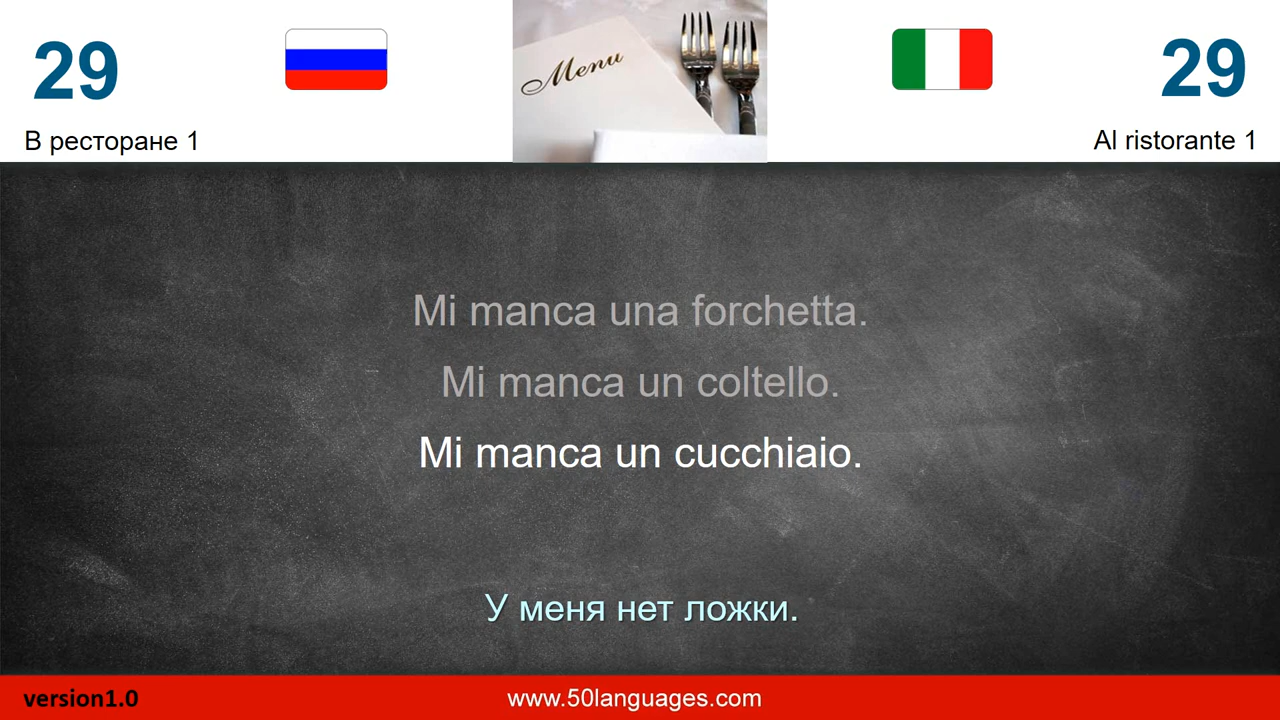 29
29
В ресторане 1
Menu
Al ristorante 1
Mi manca una forchetta.
Mi manca un coltello.
Mi manca un cucchiaio.
У меня нет ложки.
version1.0
www.50languages.com